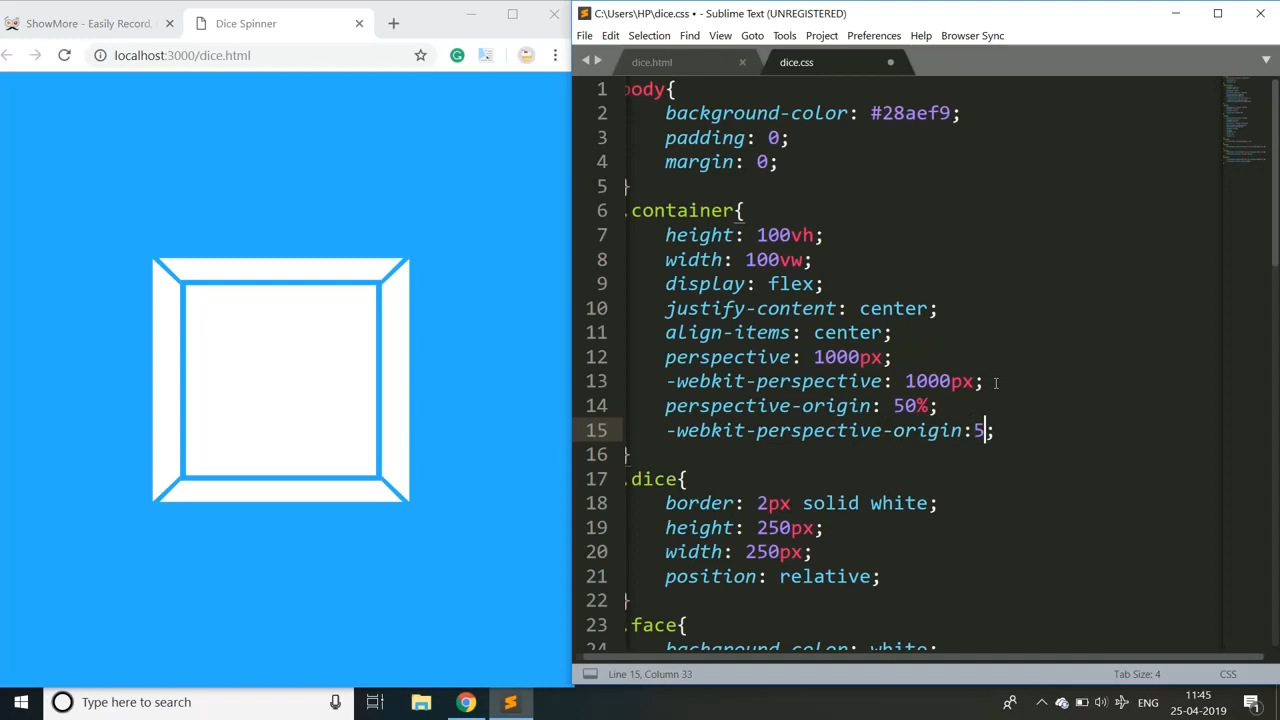 ShowMore - Easily Record,
Dice Spinner
localhost:3000/dice.html
C:\Users\HP\dice.css • - Sublime Text (UNREGISTERED)
File Edit Selection Find View Goto Tools Project Preferences Help Browser Sync
dice.html
dice.css
1 body{
2 background-color: #28aef9;
3 padding: 0;
4 margin: 0;
5 }
6 .container{
7 height: 100vh;
8 width: 100vw;
9 display: flex;
10 justify-content: center;
11 align-items: center;
12 perspective: 1000px;
13 -webkit-perspective: 1000px;
14 perspective-origin: 50%;
15 -webkit-perspective-origin:5;
16 }
17 .dice{
18 border: 2px solid white;
19 height: 250px;
20 width: 250px;
21 position: relative;
22 }
23 .face{
24 background-color: white;
Line 15, Column 33
Tab Size: 4
CSS
Type here to search
ENG
11:45
25-04-2019
1